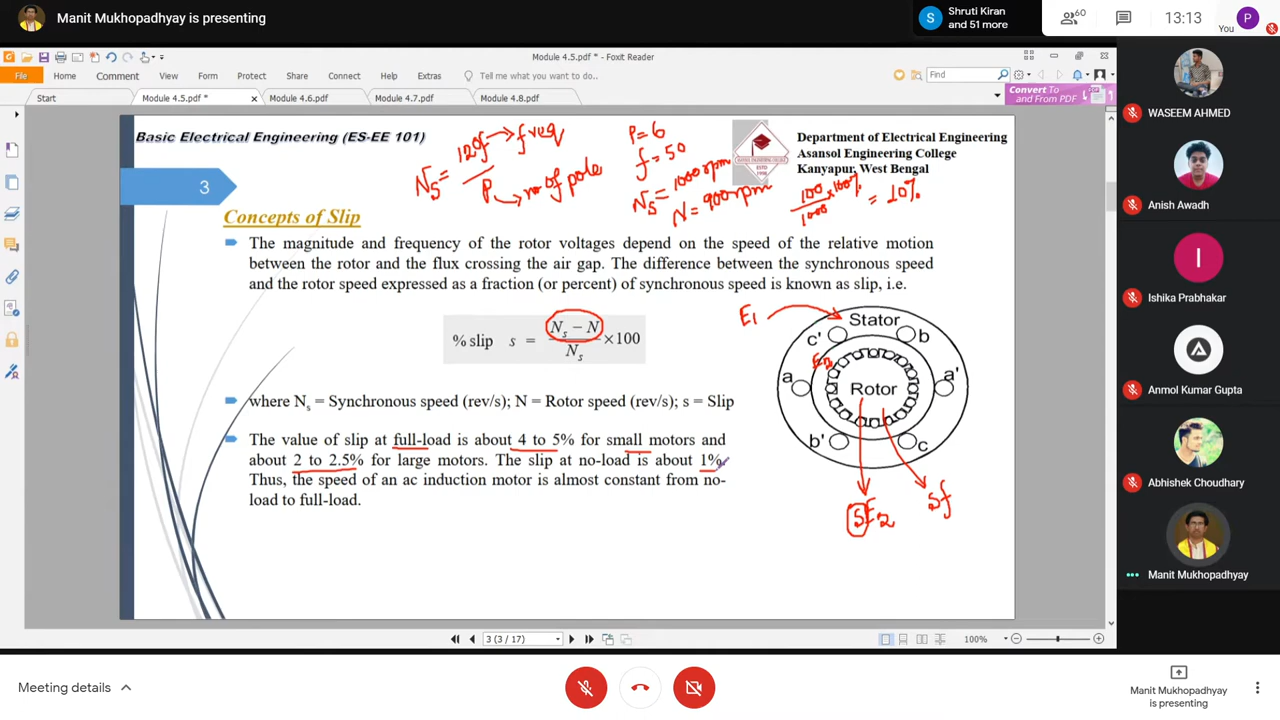 Manit Mukhopadhyay is presenting
S
Shruti Kiran
and 51 more
60
13:13
You
P
Module 4.5.pdf * - Foxit Reader
File
Home
Comment
View
Form
Protect
Share
Connect
Help
Extras
Tell me what you want to do..
Find
Start
Module 4.5.pdf *
Module 4.6.pdf
Module 4.7.pdf
Module 4.8.pdf
Convert To
and From PDF
Basic Electrical Engineering (ES-EE 101)
Department of Electrical Engineering
Asansol Engineering College
Kanyapur, West Bengal
3
Ns = 120f → freq
P → no of pole
P = 6
f = 50
Ns = 1000 rpm
N = 900 rpm
100/1000 × 100% = 10%
Concepts of Slip
The magnitude and frequency of the rotor voltages depend on the speed of the relative motion
between the rotor and the flux crossing the air gap. The difference between the synchronous speed
and the rotor speed expressed as a fraction (or percent) of synchronous speed is known as slip, i.e.
% slip s = (Ns − N)/Ns ×100
where Ns = Synchronous speed (rev/s); N = Rotor speed (rev/s); s = Slip
The value of slip at full-load is about 4 to 5% for small motors and
about 2 to 2.5% for large motors. The slip at no-load is about 1%.
Thus, the speed of an ac induction motor is almost constant from no-
load to full-load.
E1
Stator
c'
b
E2
a
Rotor
a'
b'
c
SE2
Sf
3 (3 / 17)
100%
WASEEM AHMED
Anish Awadh
I
Ishika Prabhakar
Anmol Kumar Gupta
Abhishek Choudhary
Manit Mukhopadhyay
Meeting details
Manit Mukhopadhyay
is presenting